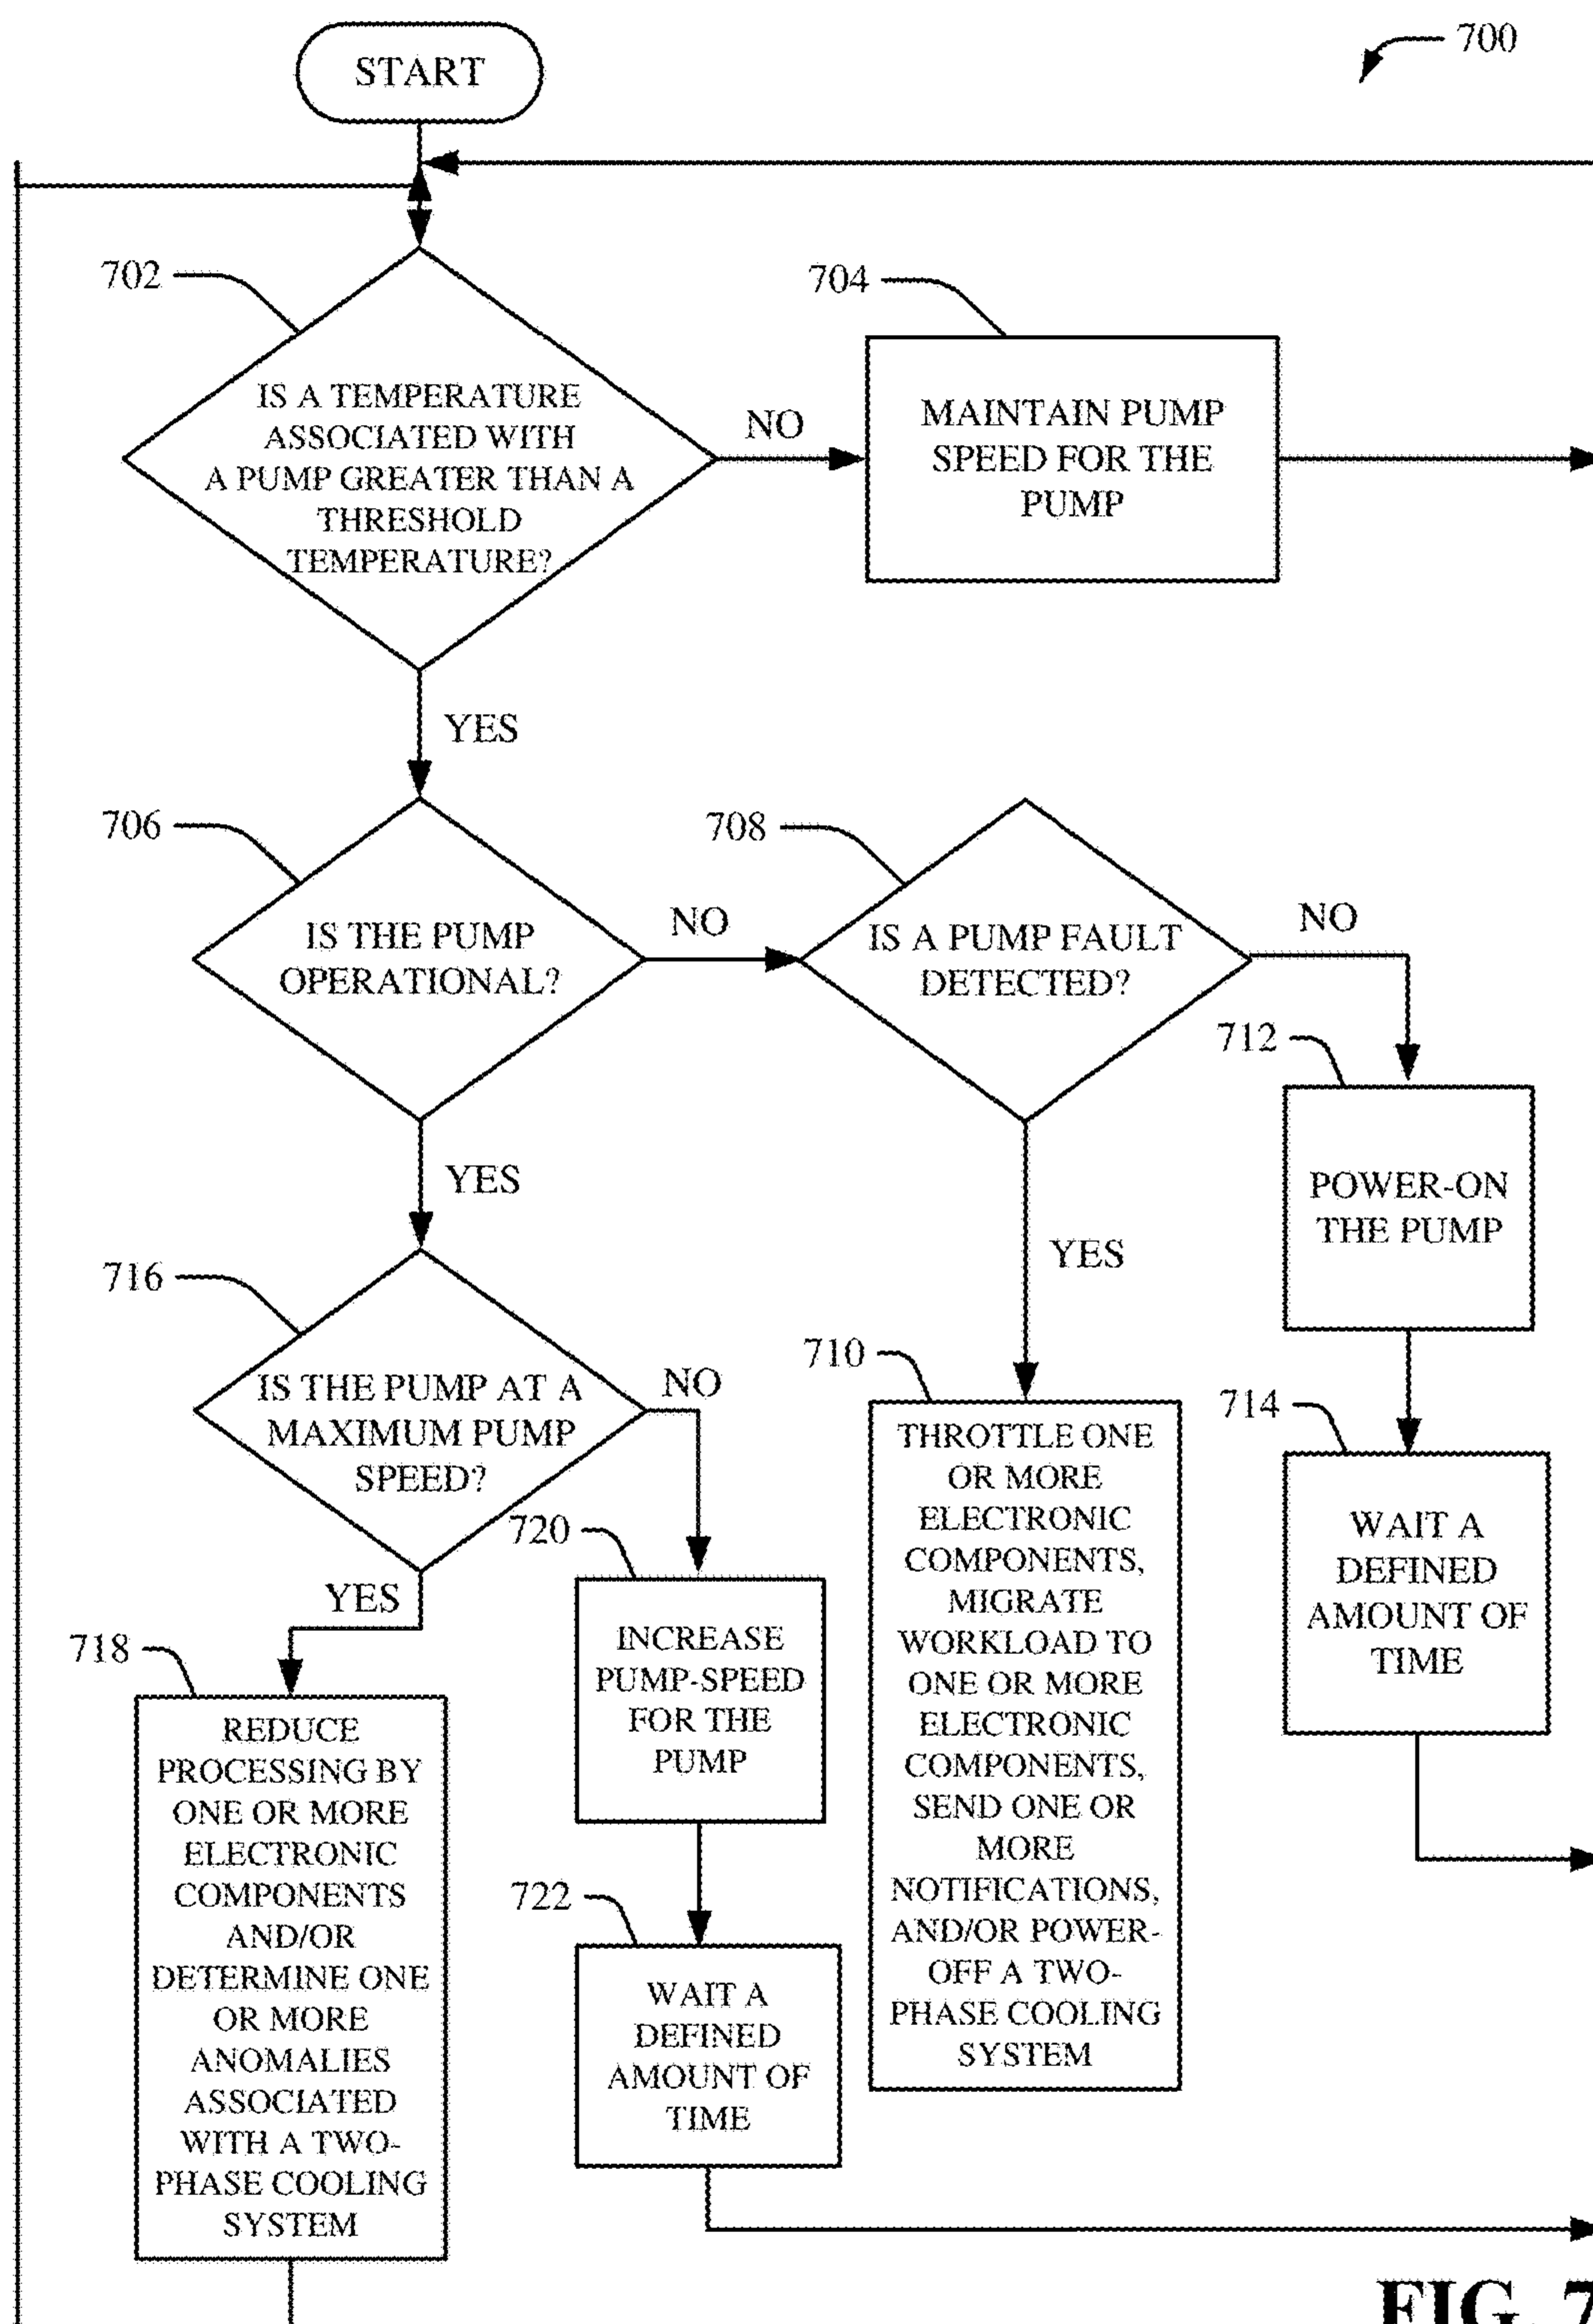 START
700
702
IS A TEMPERATURE
ASSOCIATED WITH
A PUMP GREATER THAN A
THRESHOLD
TEMPERATURE?
NO
704
MAINTAIN PUMP
SPEED FOR THE
PUMP
YES
706
IS THE PUMP
OPERATIONAL?
NO
708
IS A PUMP FAULT
DETECTED?
NO
712
POWER-ON
THE PUMP
YES
YES
716
IS THE PUMP AT A
MAXIMUM PUMP
SPEED?
NO
710
THROTTLE ONE
OR MORE
ELECTRONIC
COMPONENTS,
MIGRATE
WORKLOAD TO
ONE OR MORE
ELECTRONIC
COMPONENTS,
SEND ONE OR
MORE
NOTIFICATIONS,
AND/OR POWER-
OFF A TWO-
PHASE COOLING
SYSTEM
714
WAIT A
DEFINED
AMOUNT OF
TIME
YES
720
INCREASE
PUMP-SPEED
FOR THE
PUMP
718
REDUCE
PROCESSING BY
ONE OR MORE
ELECTRONIC
COMPONENTS
AND/OR
DETERMINE ONE
OR MORE
ANOMALIES
ASSOCIATED
WITH A TWO-
PHASE COOLING
SYSTEM
722
WAIT A
DEFINED
AMOUNT OF
TIME
FIG. 7